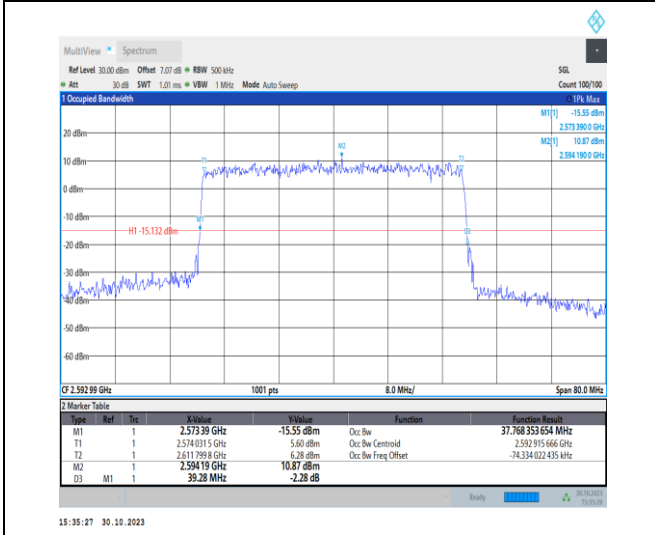 MultiView Spectrum
Ref Level 30.00 dBm Offset 7.07 dB RBW 500 kHz SGL
Att 30 dB SWT 1.01 ms VBW 1 MHz Mode Auto Sweep Count 100/100
1 Occupied Bandwidth 1Pk Max
M1[1] -15.55 dBm
2.573 390 0 GHz
M2[1] 10.87 dBm
2.594 190 0 GHz
20 dBm
M2
T1
T2
10 dBm
0 dBm
-10 dBm
M1
H1 -15.132 dBm
D3
-20 dBm
-30 dBm
-40 dBm
-50 dBm
-60 dBm
CF 2.592 99 GHz 1001 pts 8.0 MHz/ Span 80.0 MHz
2 Marker Table
Type Ref Trc X-Value Y-Value Function Function Result
M1 1 2.573 39 GHz -15.55 dBm Occ Bw 37.768 353 654 MHz
T1 1 2.574 031 5 GHz 5.60 dBm Occ Bw Centroid 2.592 915 666 GHz
T2 1 2.611 799 8 GHz 6.28 dBm Occ Bw Freq Offset -74.334 022 435 kHz
M2 1 2.594 19 GHz 10.87 dBm
D3 M1 1 39.28 MHz -2.28 dB
Ready 30.10.2023
15:35:28
15:35:27 30.10.2023